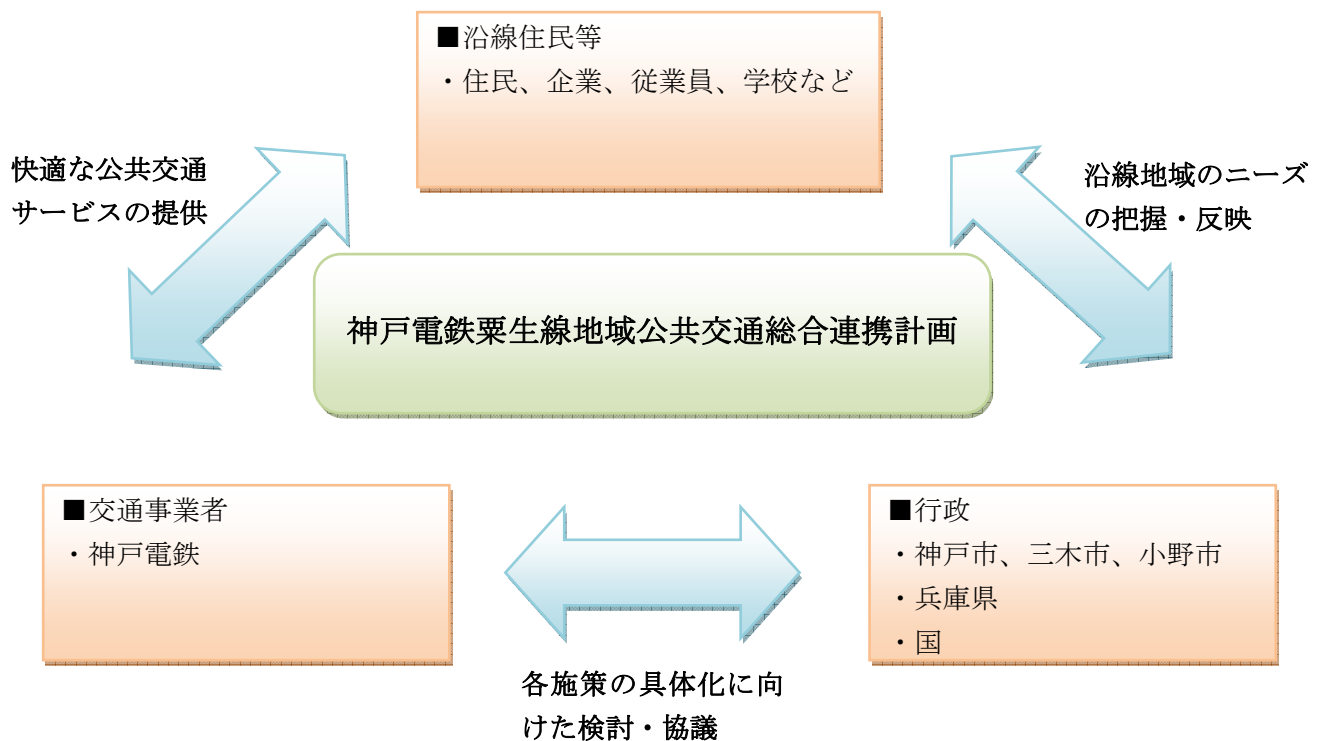 ■沿線住民等
・住民、企業、従業員、学校など
快適な公共交通
サービスの提供
沿線地域のニーズ
の把握・反映
神戸電鉄粟生線地域公共交通総合連携計画
■交通事業者
・神戸電鉄
■行政
・神戸市、三木市、小野市
・兵庫県
・国
各施策の具体化に向
けた検討・協議